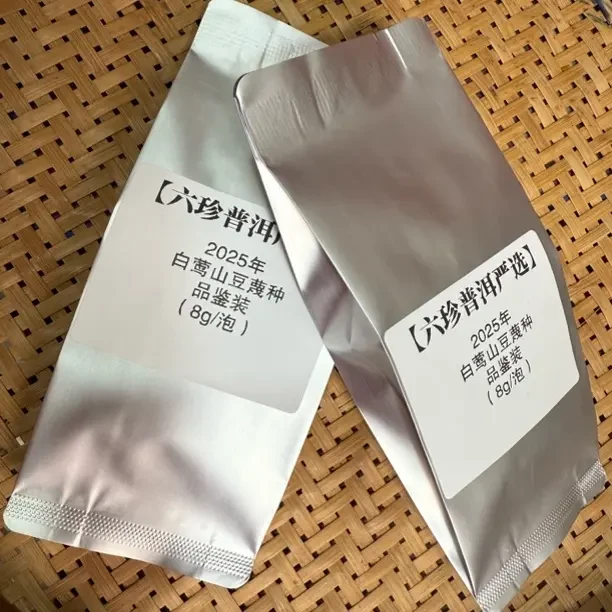 【六珍普洱严
2025年
白莺山豆蔑种
品鉴装
( 8g/泡 )
【六珍普洱严选】
2025年
白莺山豆蔑种
品鉴装
( 8g/泡 )